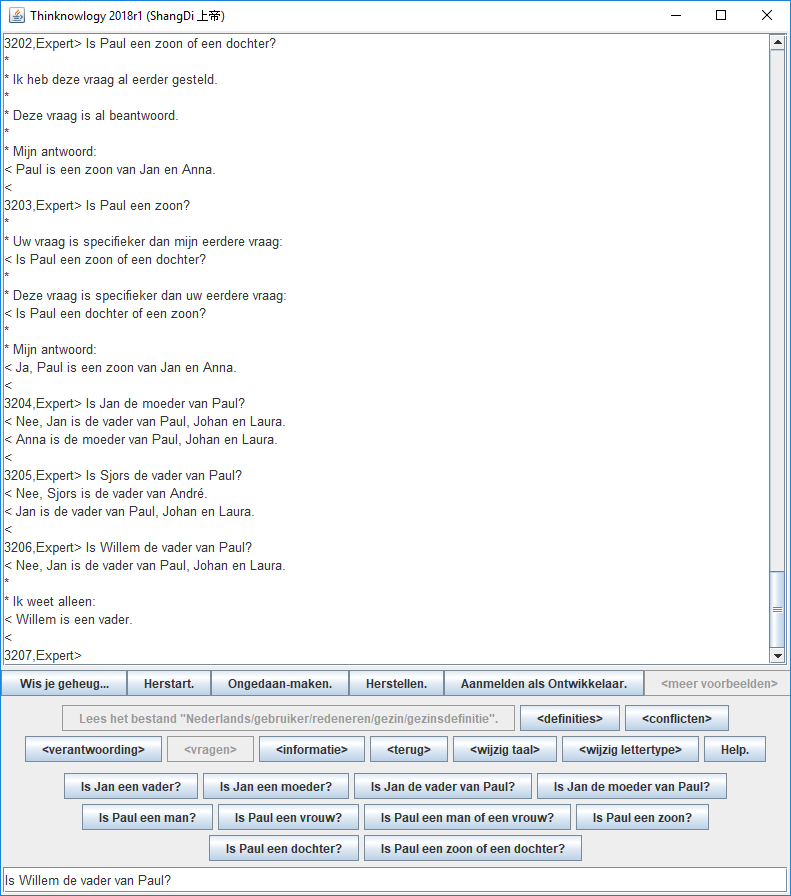 Thinknowlogy 2018r1 (ShangDi 上帝)
3202,Expert> Is Paul een zoon of een dochter?
*
* Ik heb deze vraag al eerder gesteld.
*
* Deze vraag is al beantwoord.
*
* Mijn antwoord:
< Paul is een zoon van Jan en Anna.
<
3203,Expert> Is Paul een zoon?
*
* Uw vraag is specifieker dan mijn eerdere vraag:
< Is Paul een zoon of een dochter?
*
* Deze vraag is specifieker dan uw eerdere vraag:
< Is Paul een dochter of een zoon?
*
* Mijn antwoord:
< Ja, Paul is een zoon van Jan en Anna.
<
3204,Expert> Is Jan de moeder van Paul?
< Nee, Jan is de vader van Paul, Johan en Laura.
< Anna is de moeder van Paul, Johan en Laura.
<
3205,Expert> Is Sjors de vader van Paul?
< Nee, Sjors is de vader van André.
< Jan is de vader van Paul, Johan en Laura.
<
3206,Expert> Is Willem de vader van Paul?
< Nee, Jan is de vader van Paul, Johan en Laura.
*
* Ik weet alleen:
< Willem is een vader.
<
3207,Expert>
Wis je geheug... Herstart. Ongedaan-maken. Herstellen. Aanmelden als Ontwikkelaar. <meer voorbeelden>
Lees het bestand "Nederlands/gebruiker/redeneren/gezin/gezinsdefinitie". <definities> <conflicten>
<verantwoording> <vragen> <informatie> <terug> <wijzig taal> <wijzig lettertype> Help.
Is Jan een vader? Is Jan een moeder? Is Jan de vader van Paul? Is Jan de moeder van Paul?
Is Paul een man? Is Paul een vrouw? Is Paul een man of een vrouw? Is Paul een zoon?
Is Paul een dochter? Is Paul een zoon of een dochter?
Is Willem de vader van Paul?